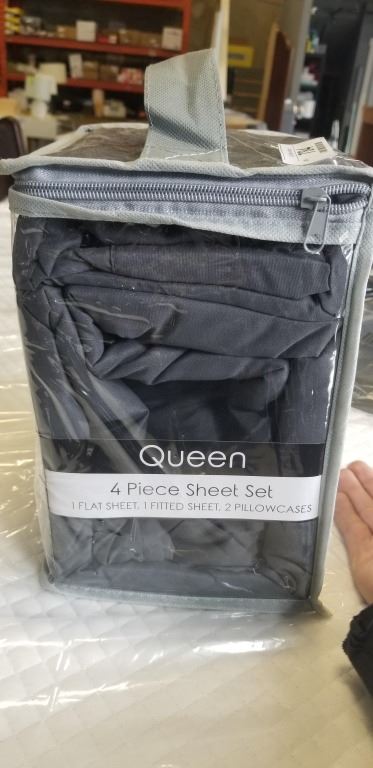 Queen
4 Piece Sheet Set
1 FLAT SHEET, 1 FITTED SHEET, 2 PILLOWCASES